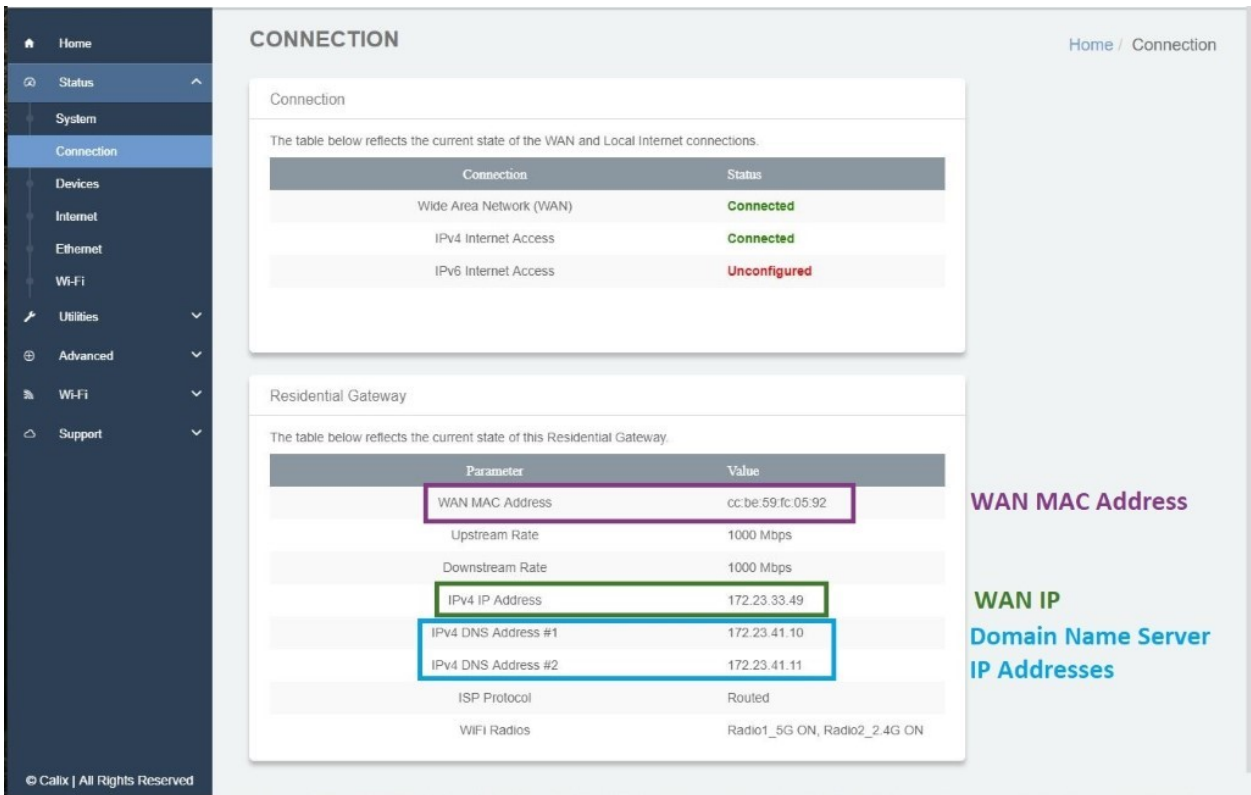 Home
Status
System
Connection
Devices
Internet
Ethernet
Wi-Fi
Utilities
Advanced
Wi-Fi
Support
© Calix | All Rights Reserved
CONNECTION
Home / Connection
Connection
The table below reflects the current state of the WAN and Local Internet connections.
Connection Status
Wide Area Network (WAN) Connected
IPv4 Internet Access Connected
IPv6 Internet Access Unconfigured
Residential Gateway
The table below reflects the current state of this Residential Gateway.
Parameter Value
WAN MAC Address cc:be:59:fc:05:92 WAN MAC Address
Upstream Rate 1000 Mbps
Downstream Rate 1000 Mbps
IPv4 IP Address 172.23.33.49 WAN IP
IPv4 DNS Address #1 172.23.41.10 Domain Name Server
IPv4 DNS Address #2 172.23.41.11 IP Addresses
ISP Protocol Routed
WiFi Radios Radio1_5G ON, Radio2_2.4G ON